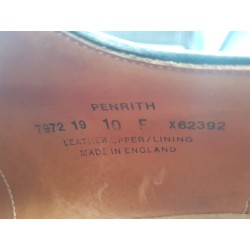 PENRITH
7972 19 10 F X62392
LEATHER UPPER/LINING
MADE IN ENGLAND